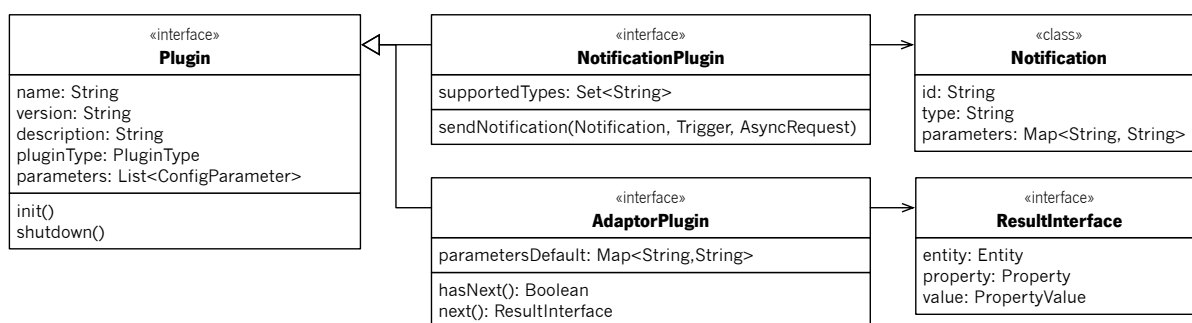 «interface»
Plugin
name: String
version: String
description: String
pluginType: PluginType
parameters: List<ConfigParameter>
init()
shutdown()
«interface»
NotificationPlugin
supportedTypes: Set<String>
sendNotification(Notification, Trigger, AsyncRequest)
«class»
Notification
id: String
type: String
parameters: Map<String, String>
«interface»
AdaptorPlugin
parametersDefault: Map<String,String>
hasNext(): Boolean
next(): ResultInterface
«interface»
ResultInterface
entity: Entity
property: Property
value: PropertyValue